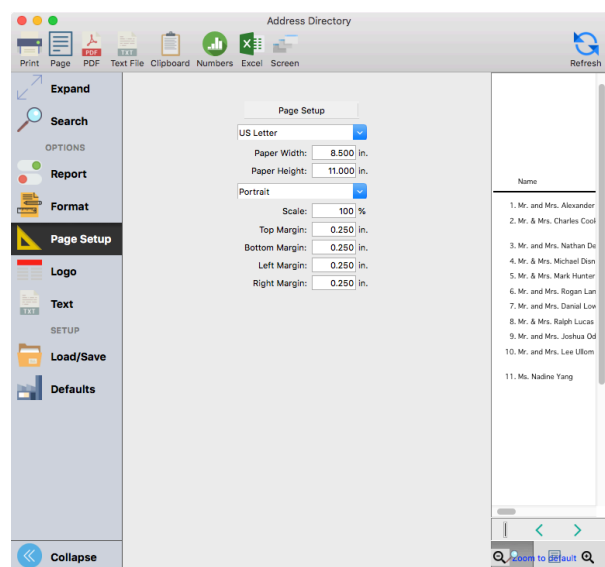 Address Directory
Print Page PDF Text File Clipboard Numbers Excel Screen Refresh
Expand
Search
OPTIONS
Report
Format
Page Setup
Logo
Text
SETUP
Load/Save
Defaults
Collapse
Page Setup
US Letter
Paper Width: 8.500 in.
Paper Height: 11.000 in.
Portrait
Scale: 100 %
Top Margin: 0.250 in.
Bottom Margin: 0.250 in.
Left Margin: 0.250 in.
Right Margin: 0.250 in.
Name
1. Mr. and Mrs. Alexander
2. Mr. & Mrs. Charles
3. Mr. and Mrs. Nathan De
4. Mr. & Mrs. Michael Disn
5. Mr. & Mrs. Mark Hunter
6. Mr. and Mrs. Rogan Lan
7. Mr. and Mrs. Danial Low
8. Mr. & Mrs. Ralph Lucas
9. Mr. and Mrs. Joshua Od
10. Mr. and Mrs. Lee Ullom
11. Ms. Nadine Yang
Zoom to default